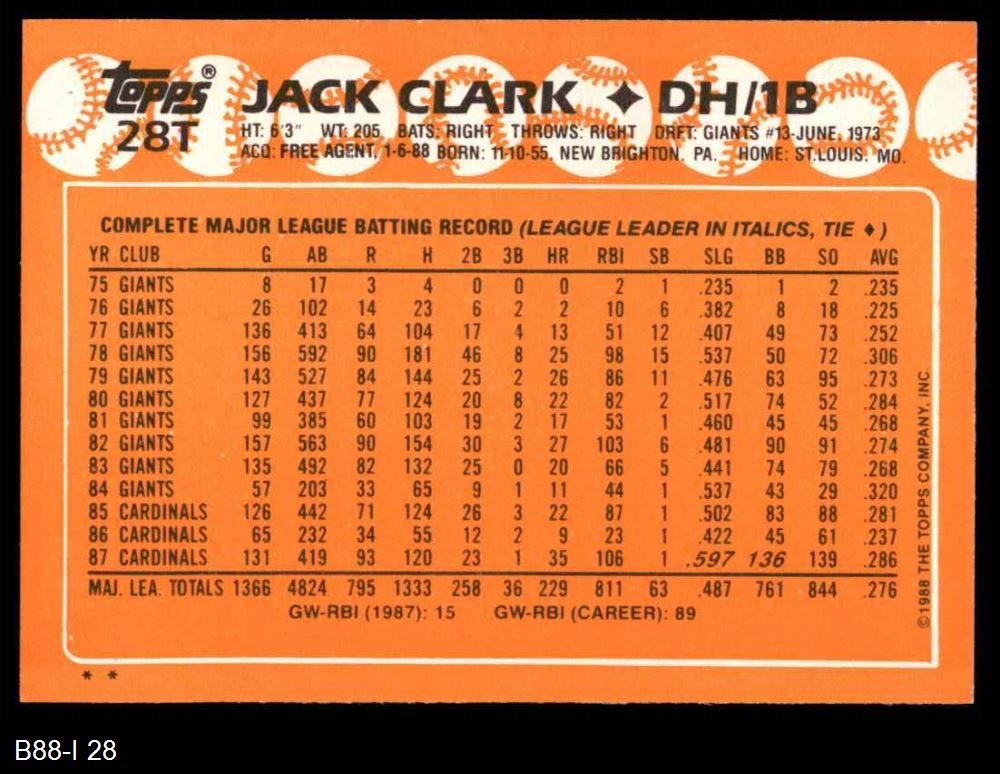 topps® JACK CLARK ✦ DH/1B
28T HT: 6'3" WT: 205 BATS: RIGHT THROWS: RIGHT DRFT: GIANTS #13-JUNE, 1973
ACQ: FREE AGENT, 1-6-88 BORN: 11-10-55, NEW BRIGHTON, PA. HOME: ST.LOUIS, MO.
COMPLETE MAJOR LEAGUE BATTING RECORD (LEAGUE LEADER IN ITALICS, TIE ♦)
YR CLUB G AB R H 2B 3B HR RBI SB SLG BB SO AVG
75 GIANTS 8 17 3 4 0 0 0 2 1 .235 1 2 .235
76 GIANTS 26 102 14 23 6 2 2 10 6 .382 8 18 .225
77 GIANTS 136 413 64 104 17 4 13 51 12 .407 49 73 .252
78 GIANTS 156 592 90 181 46 8 25 98 15 .537 50 72 .306
79 GIANTS 143 527 84 144 25 2 26 86 11 .476 63 95 .273
80 GIANTS 127 437 77 124 20 8 22 82 2 .517 74 52 .284
81 GIANTS 99 385 60 103 19 2 17 53 1 .460 45 45 .268
82 GIANTS 157 563 90 154 30 3 27 103 6 .481 90 91 .274
83 GIANTS 135 492 82 132 25 0 20 66 5 .441 74 79 .268
84 GIANTS 57 203 33 65 9 1 11 44 1 .537 43 29 .320
85 CARDINALS 126 442 71 124 26 3 22 87 1 .502 83 88 .281
86 CARDINALS 65 232 34 55 12 2 9 23 1 .422 45 61 .237
87 CARDINALS 131 419 93 120 23 1 35 106 1 .597 136 139 .286
MAJ. LEA. TOTALS 1366 4824 795 1333 258 36 229 811 63 .487 761 844 .276
GW-RBI (1987): 15 GW-RBI (CAREER): 89
©1988 THE TOPPS COMPANY, INC.
* *
B88-I 28